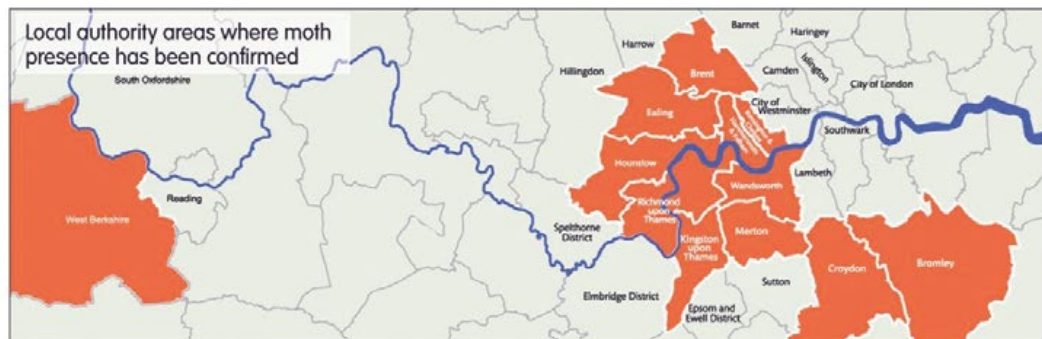 Local authority areas where moth
presence has been confirmed
South Oxfordshire
West Berkshire
Reading
Hillingdon
Harrow
Barnet
Haringey
Brent
Camden
Islington
City of London
Ealing
City of
Westminster
Southwark
Hounslow
Wandsworth
Lambeth
Richmond
upon
Thames
Spelthorne
District
Kingston
upon
Thames
Merton
Croydon
Bromley
Elmbridge District
Sutton
Epsom and
Ewell District